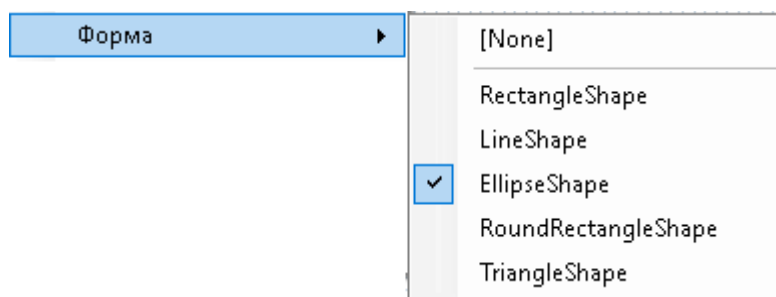 Форма
[None]
RectangleShape
LineShape
EllipseShape
RoundRectangleShape
TriangleShape